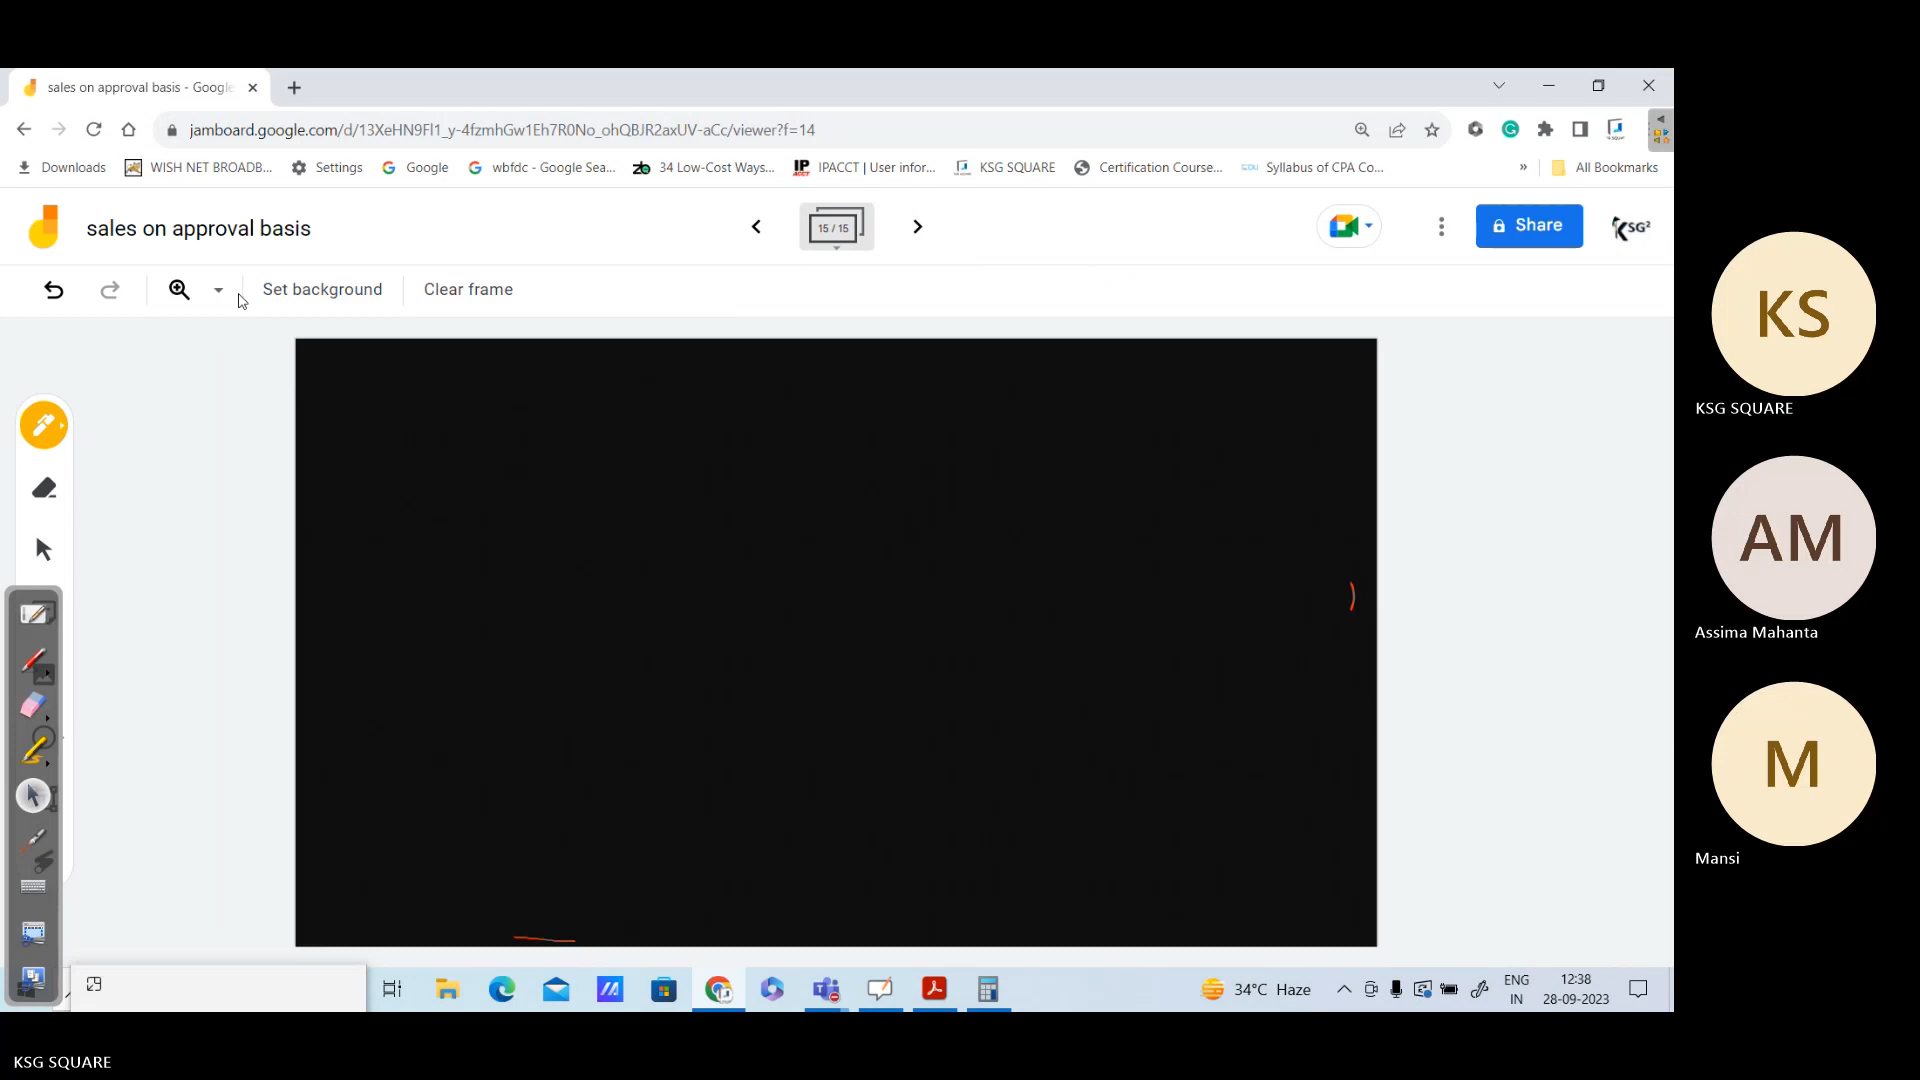 sales on approval basis - Google
jamboard.google.com/d/13XeHN9Fl1_y-4fzmhGw1Eh7R0No_ohQBJR2axUV-aCc/viewer?f=14
Downloads WISH NET BROADB... Settings Google wbfdc - Google Sea... 34 Low-Cost Ways... IPACCT | User infor... KSG SQUARE Certification Course... Syllabus of CPA Co... » All Bookmarks
sales on approval basis
15 / 15
Share
KSG²
Set background Clear frame
KS
KSG SQUARE
AM
Assima Mahanta
M
Mansi
34°C Haze
ENG
IN
12:38
28-09-2023
KSG SQUARE